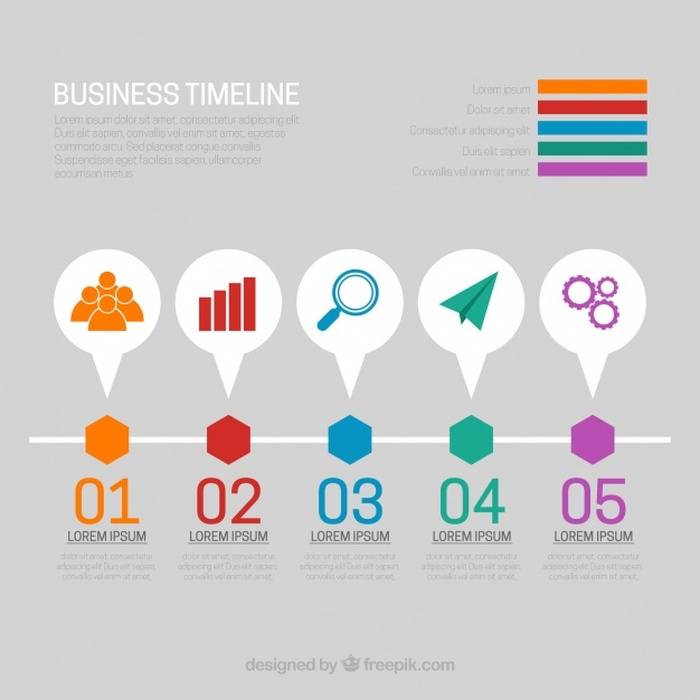 BUSINESS TIMELINE
Lorem ipsum dolor sit amet, consectetur adipiscing elit
Duis elit sapien, convallis vel enim sit amet, egestas
commodo arcu. Sed placerat congue convallis.
Suspendisse eget facilisis sapien, ullamcorper
accumsan metus
Lorem ipsum
Dolor sit amet
Consectetur adipiscing elit
Duis elit sapien
Convallis vel enim sit amet
01
LOREM IPSUM
dolor sit amet, consectetur
adipiscing elit Duis elit sapien,
convallis vel enim sit amet,
02
LOREM IPSUM
dolor sit amet, consectetur
adipiscing elit Duis elit sapien,
convallis vel enim sit amet,
03
LOREM IPSUM
dolor sit amet, consectetur
adipiscing elit Duis elit sapien,
convallis vel enim sit amet,
04
LOREM IPSUM
dolor sit amet, consectetur
adipiscing elit Duis elit sapien,
convallis vel enim sit amet,
05
LOREM IPSUM
dolor sit amet, consectetur
adipiscing elit Duis elit sapien,
convallis vel enim sit amet,
designed by freepik.com